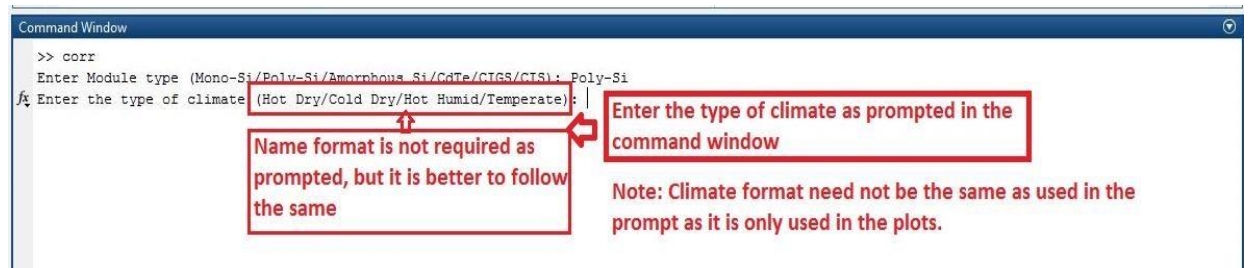 Command Window
>> corr
Enter Module type (Mono-Si/Poly-Si/Amorphous Si/CdTe/CIGS/CIS): Poly-Si
fx Enter the type of climate (Hot Dry/Cold Dry/Hot Humid/Temperate):
Enter the type of climate as prompted in the
command window
Name format is not required as
prompted, but it is better to follow
the same
Note: Climate format need not be the same as used in the
prompt as it is only used in the plots.